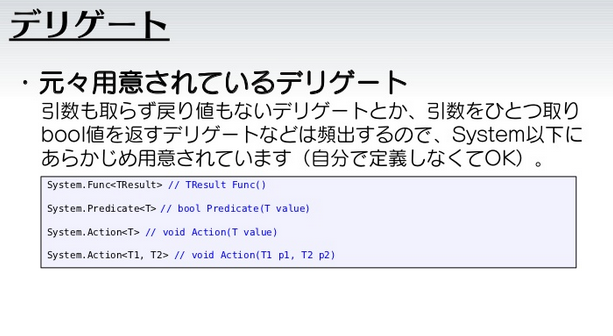 デリゲート
・元々用意されているデリゲート
引数も取らず戻り値もないデリゲートとか、引数をひとつ取り
bool値を返すデリゲートなどは頻出するので、System以下に
あらかじめ用意されています（自分で定義しなくてOK）。
System.Func<TResult> // TResult Func()
System.Predicate<T> // bool Predicate(T value)
System.Action<T> // void Action(T value)
System.Action<T1, T2> // void Action(T1 p1, T2 p2)